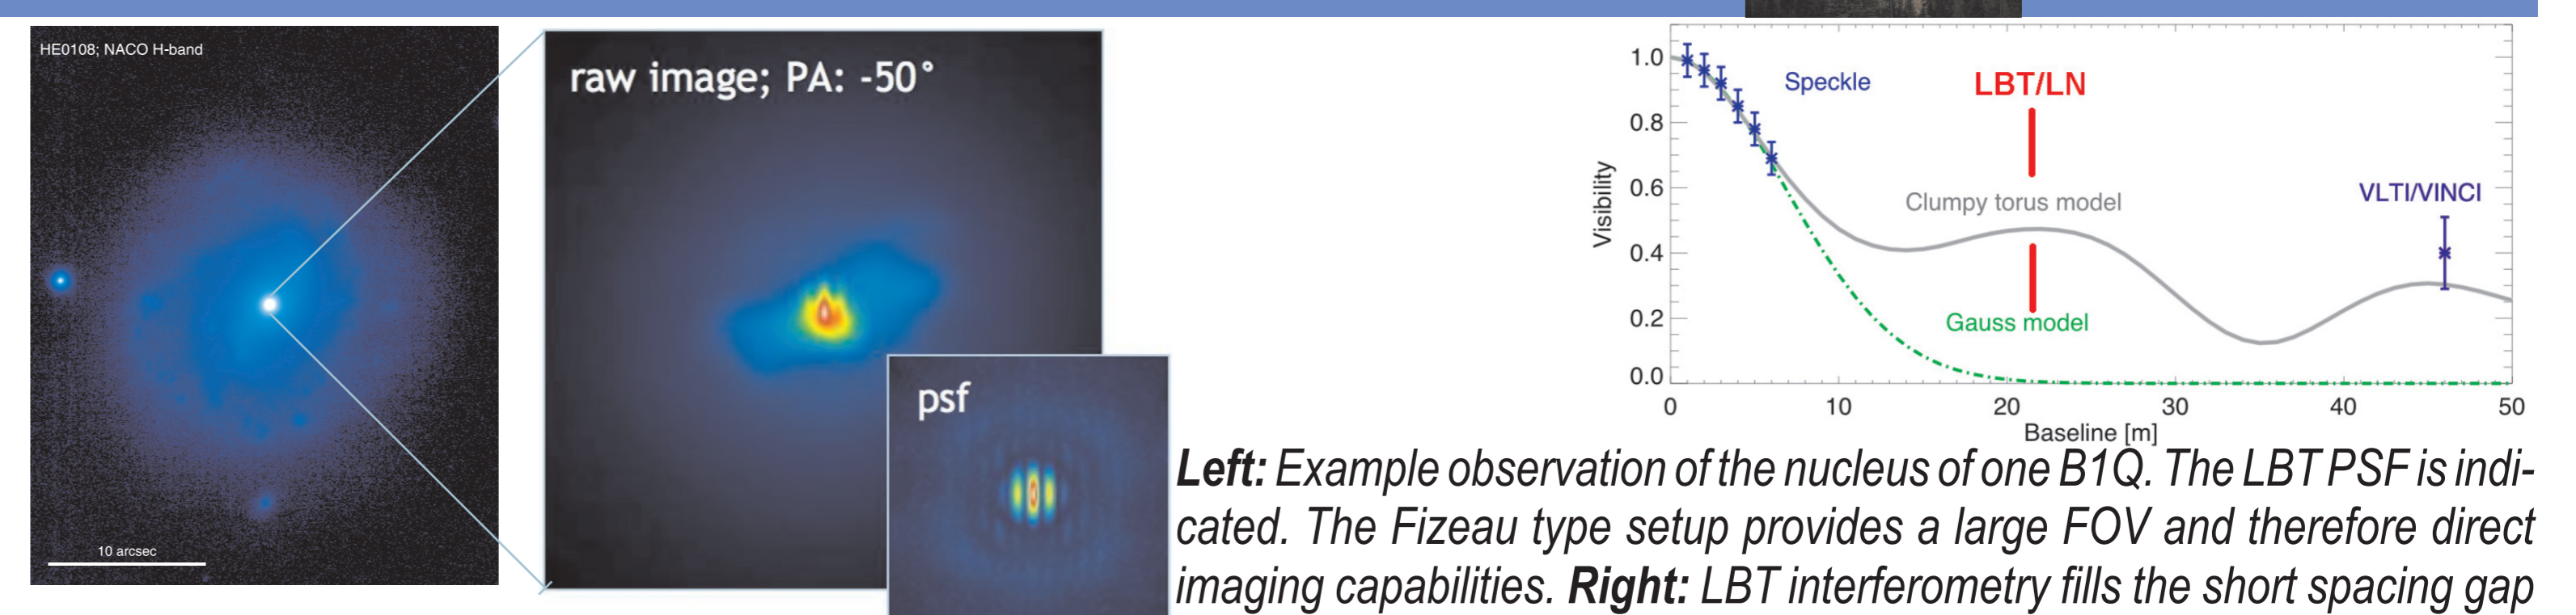 HE0108; NACO H-band
10 arcsec
raw image; PA: -50°
psf
1.0
0.8
0.6
0.4
0.2
0.0
Visibility
Speckle
LBT/LN
Clumpy torus model
VLTI/VINCI
Gauss model
0 10 20 30 40 50
Baseline [m]
Left: Example observation of the nucleus of one B1Q. The LBT PSF is indi-
cated. The Fizeau type setup provides a large FOV and therefore direct
imaging capabilities. Right: LBT interferometry fills the short spacing gap